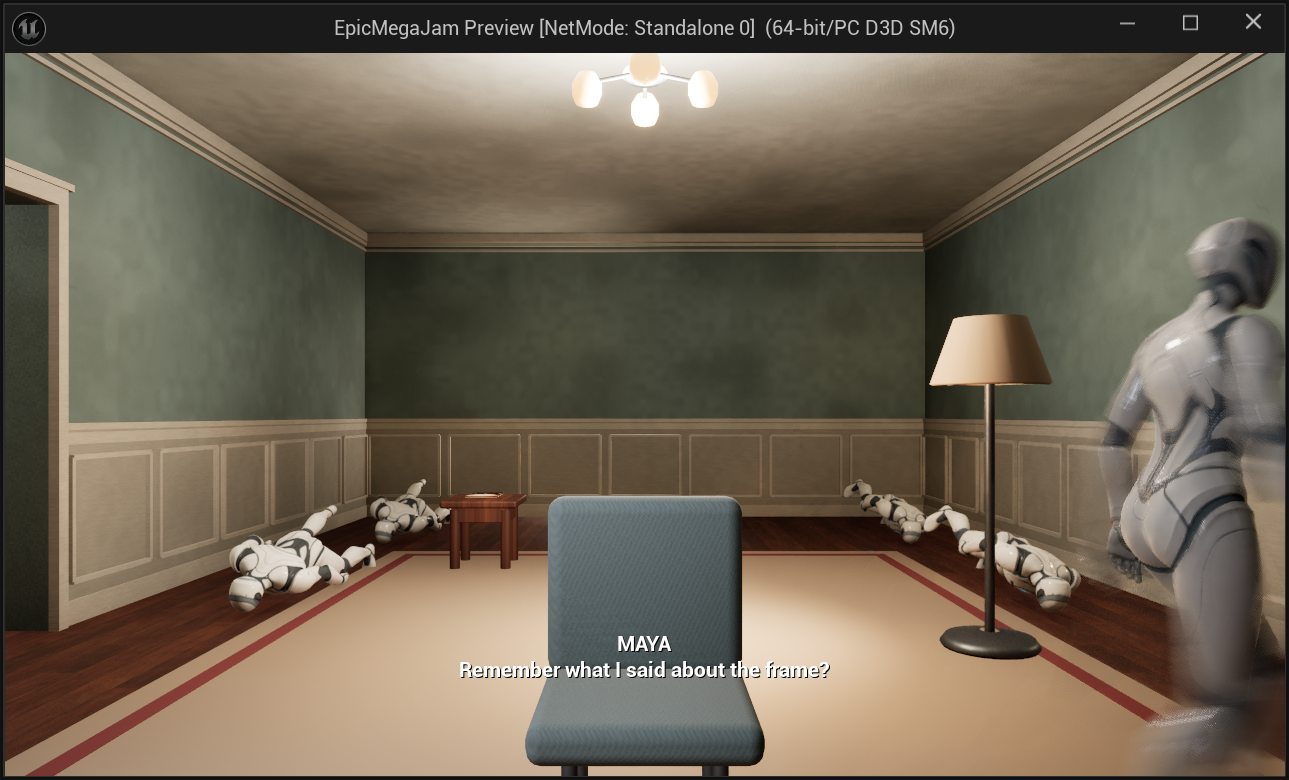 EpicMegaJam Preview [NetMode: Standalone 0]  (64-bit/PC D3D SM6)
MAYA
Remember what I said about the frame?